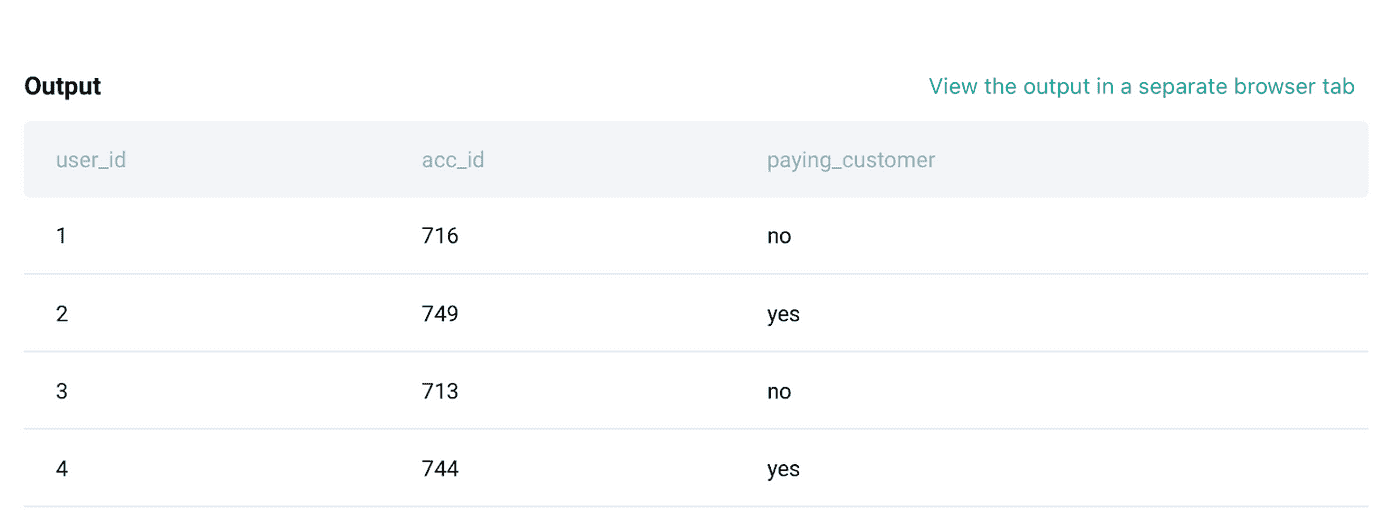 Output View the output in a separate browser tab
user_id acc_id paying_customer
1 716 no
2 749 yes
3 713 no
4 744 yes